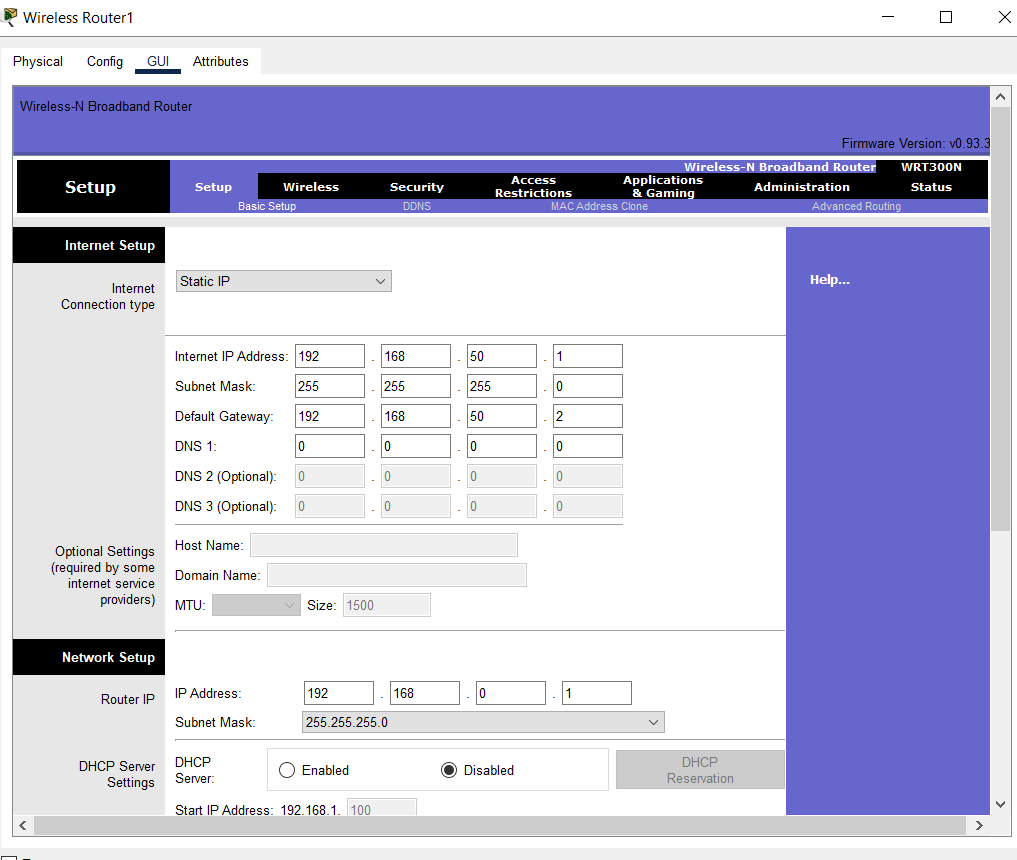 Wireless Router1
Physical Config GUI Attributes
Wireless-N Broadband Router
Firmware Version: v0.93.3
Wireless-N Broadband Router WRT300N
Setup
Setup Wireless Security Access Restrictions Applications & Gaming Administration Status
Basic Setup DDNS MAC Address Clone Advanced Routing
Internet Setup
Help...
Internet Connection type
Static IP
Internet IP Address: 192 . 168 . 50 . 1
Subnet Mask: 255 . 255 . 255 . 0
Default Gateway: 192 . 168 . 50 . 2
DNS 1: 0 . 0 . 0 . 0
DNS 2 (Optional): 0 . 0 . 0 . 0
DNS 3 (Optional): 0 . 0 . 0 . 0
Optional Settings
(required by some
internet service
providers)
Host Name:
Domain Name:
MTU: Size: 1500
Network Setup
Router IP
IP Address: 192 . 168 . 0 . 1
Subnet Mask: 255.255.255.0
DHCP Server
Settings
DHCP
Server:
Enabled Disabled
DHCP
Reservation
Start IP Address: 192.168.1. 100